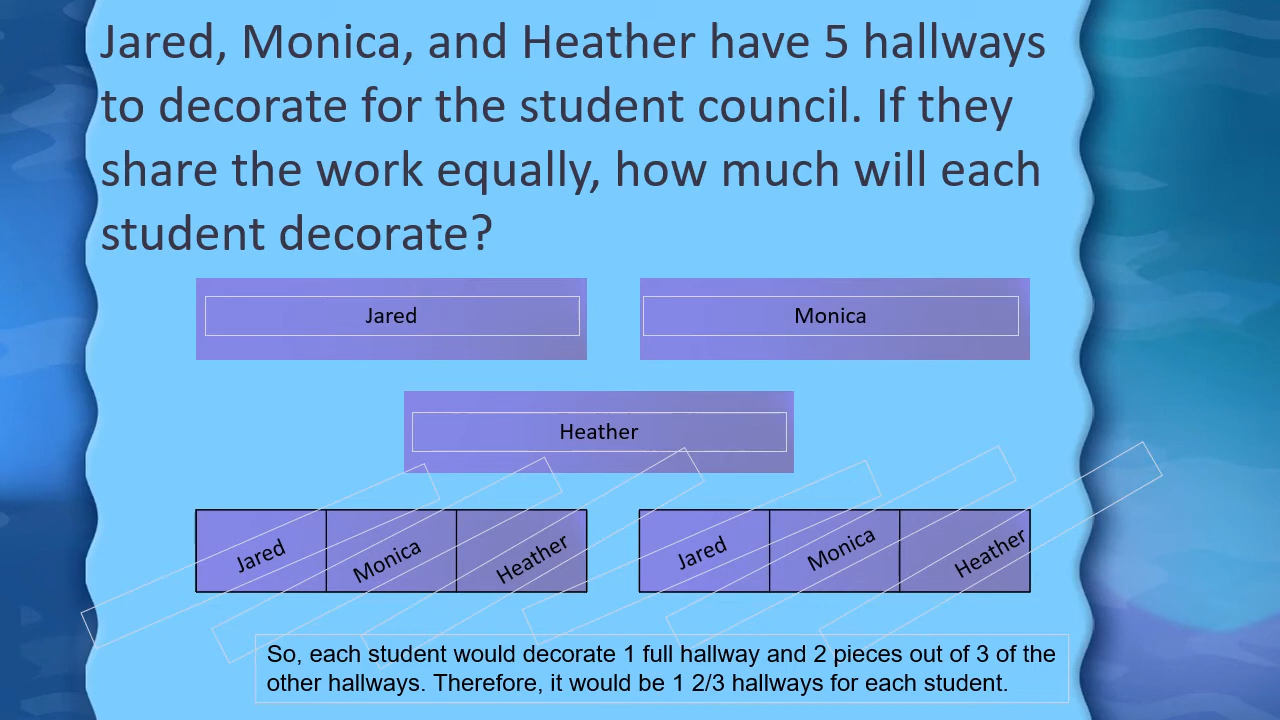 Jared, Monica, and Heather have 5 hallways
to decorate for the student council. If they
share the work equally, how much will each
student decorate?
Jared
Monica
Heather
Jared
Monica
Heather
Jared
Monica
Heather
So, each student would decorate 1 full hallway and 2 pieces out of 3 of the
other hallways. Therefore, it would be 1 2/3 hallways for each student.